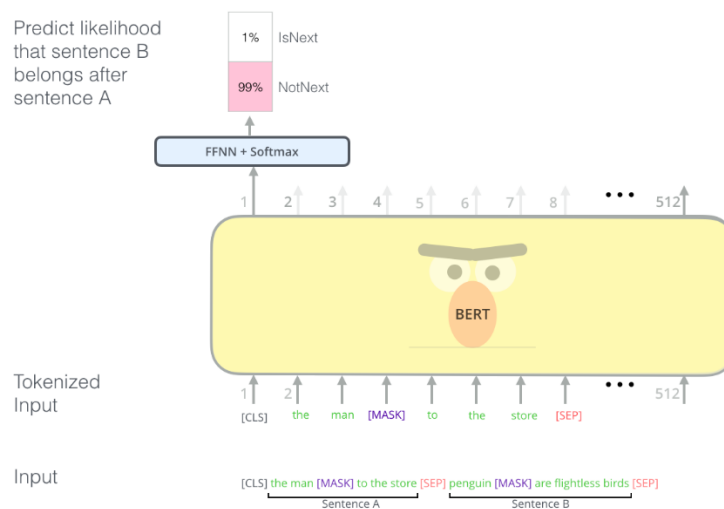 Predict likelihood
that sentence B
belongs after
sentence A
1% IsNext
99% NotNext
FFNN + Softmax
1 2 3 4 5 6 7 8 ••• 512
BERT
Tokenized
Input
1 2 ••• 512
[CLS] the man [MASK] to the store [SEP]
Input
[CLS] the man [MASK] to the store [SEP] penguin [MASK] are flightless birds [SEP]
Sentence A Sentence B